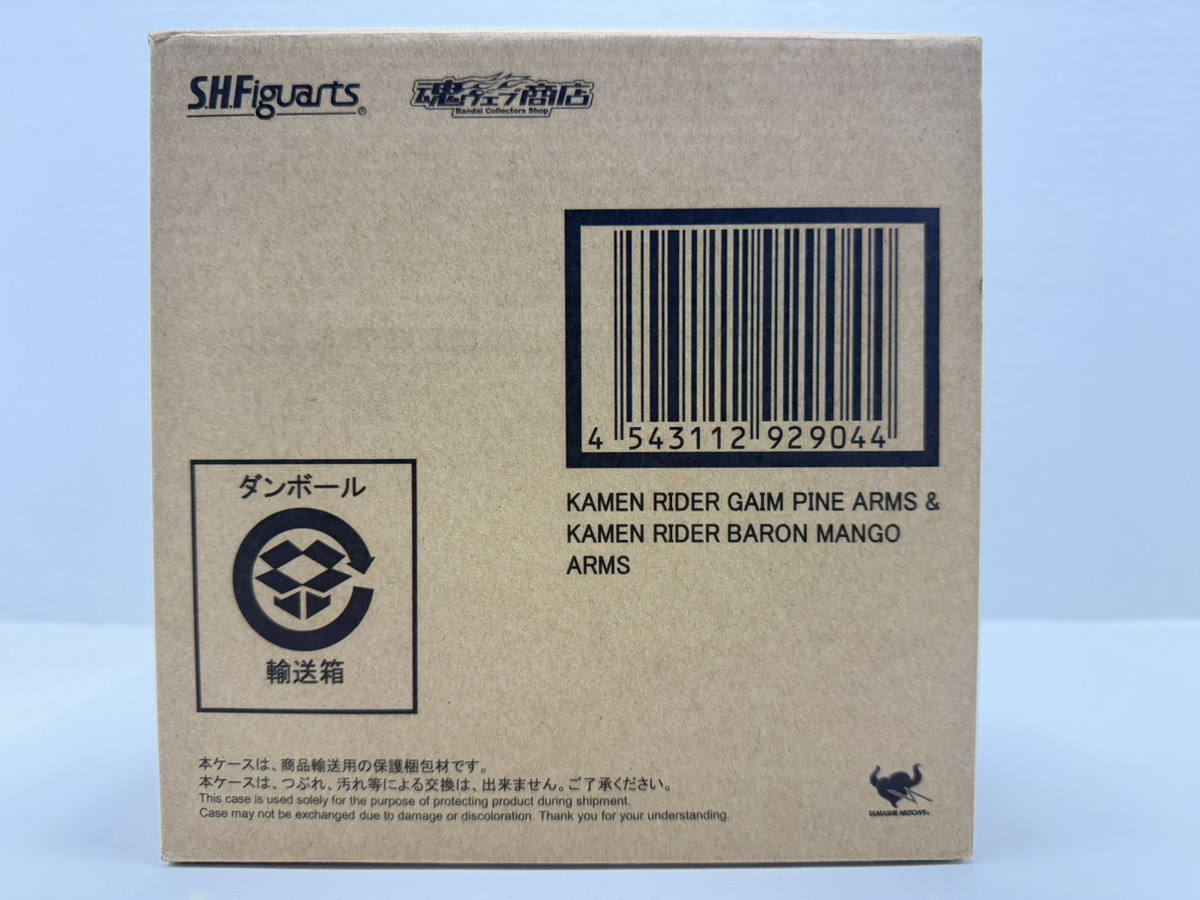 S.H.Figuarts®
魂ウェブ商店
Bandai Collectors Shop
4 543112 929044
KAMEN RIDER GAIM PINE ARMS &
KAMEN RIDER BARON MANGO
ARMS
ダンボール
輸送箱
本ケースは、商品輸送用の保護梱包材です。
本ケースは、つぶれ、汚れ等による交換は、出来ません。ご了承ください。
This case is used solely for the purpose of protecting product during shipment.
Case may not be exchanged due to damage or discoloration. Thank you for your understanding.
TAMASHII NATIONS